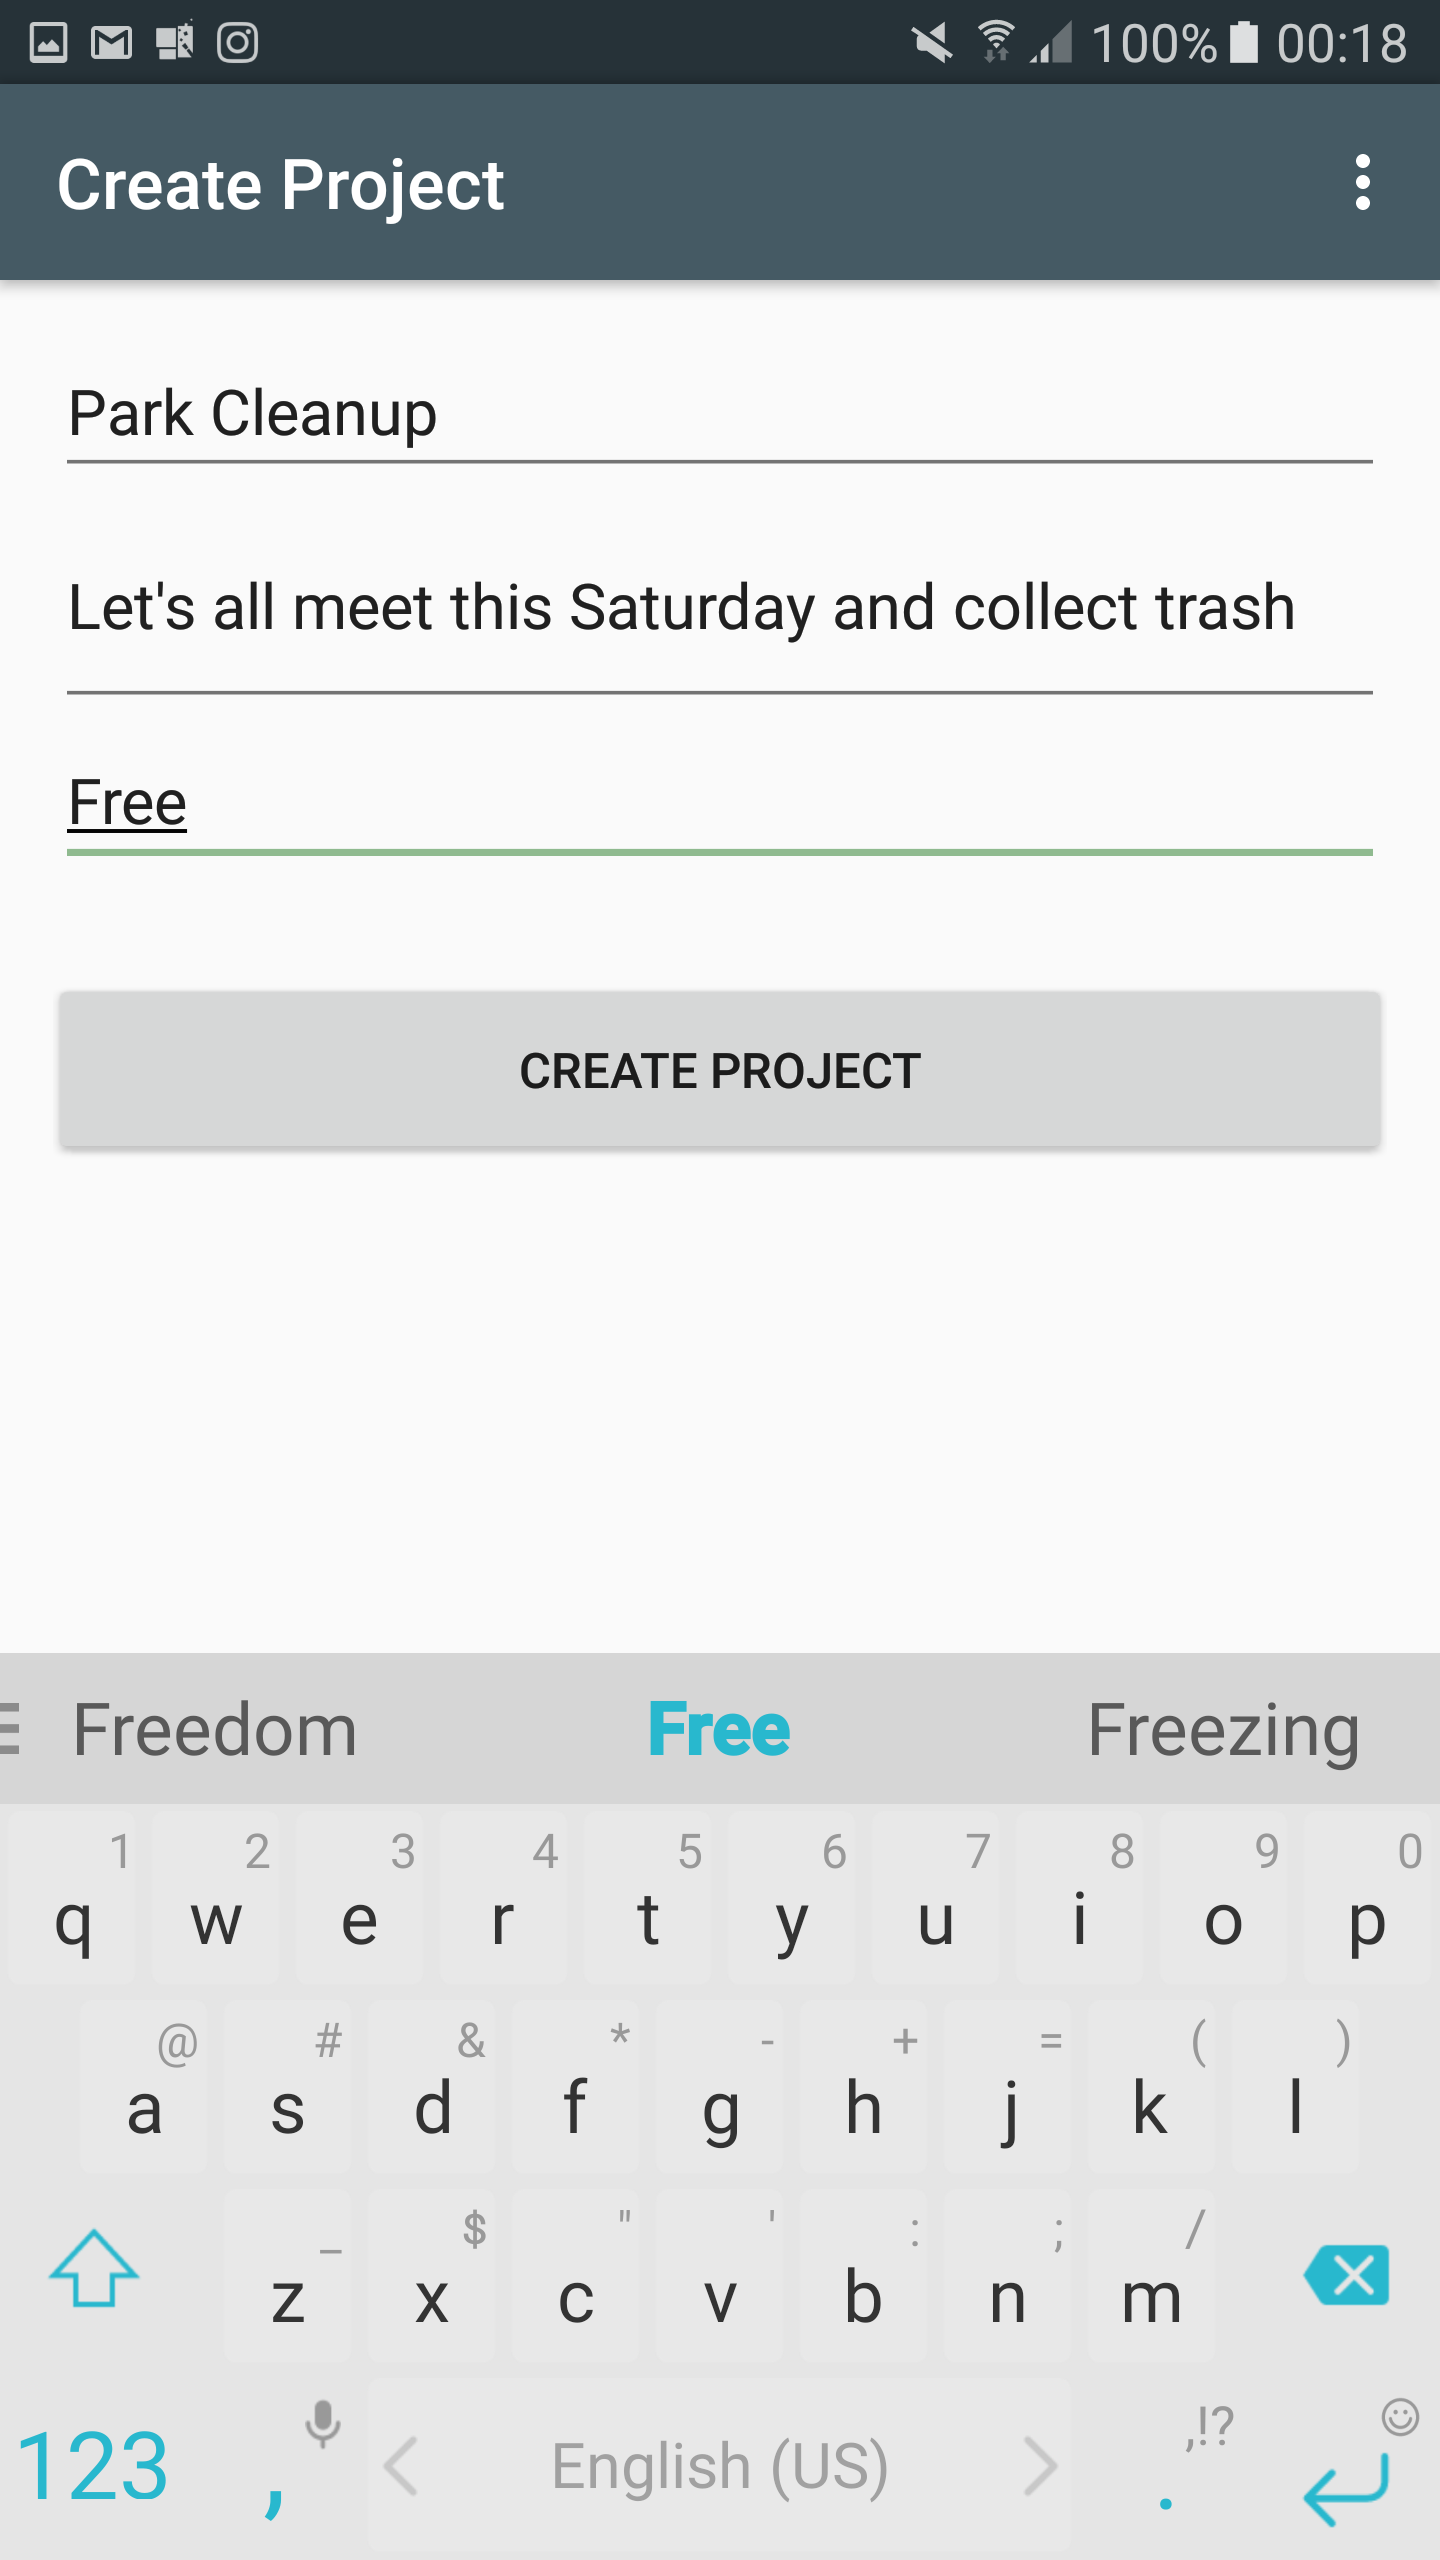 100% 00:18
Create Project
Park Cleanup
Let's all meet this Saturday and collect trash
Free
CREATE PROJECT
Freedom Free Freezing
1 2 3 4 5 6 7 8 9 0
q w e r t y u i o p
@ # & * - + = ( )
a s d f g h j k l
_ $ " ' : ; /
z x c v b n m
,!?
123 , English (US) .